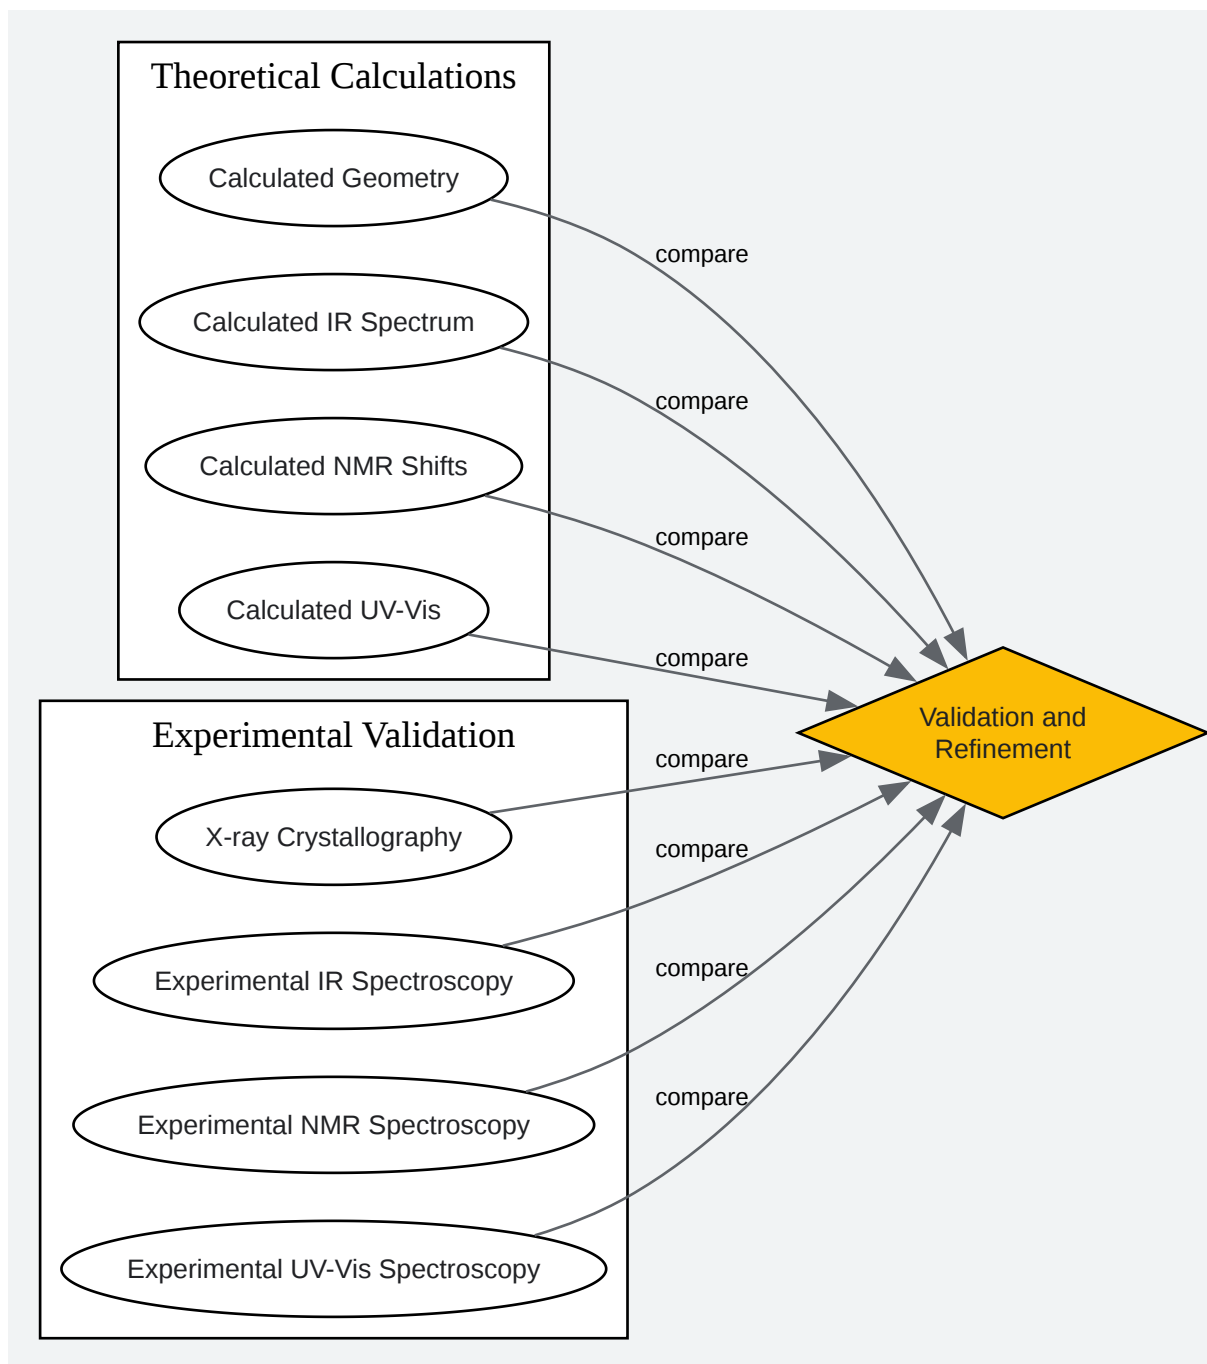 Theoretical Calculations
Calculated Geometry
compare
Calculated IR Spectrum
compare
Calculated NMR Shifts
compare
Calculated UV-Vis
compare
Validation and
Refinement
Experimental Validation
X-ray Crystallography
compare
Experimental IR Spectroscopy
compare
Experimental NMR Spectroscopy
compare
Experimental UV-Vis Spectroscopy
compare